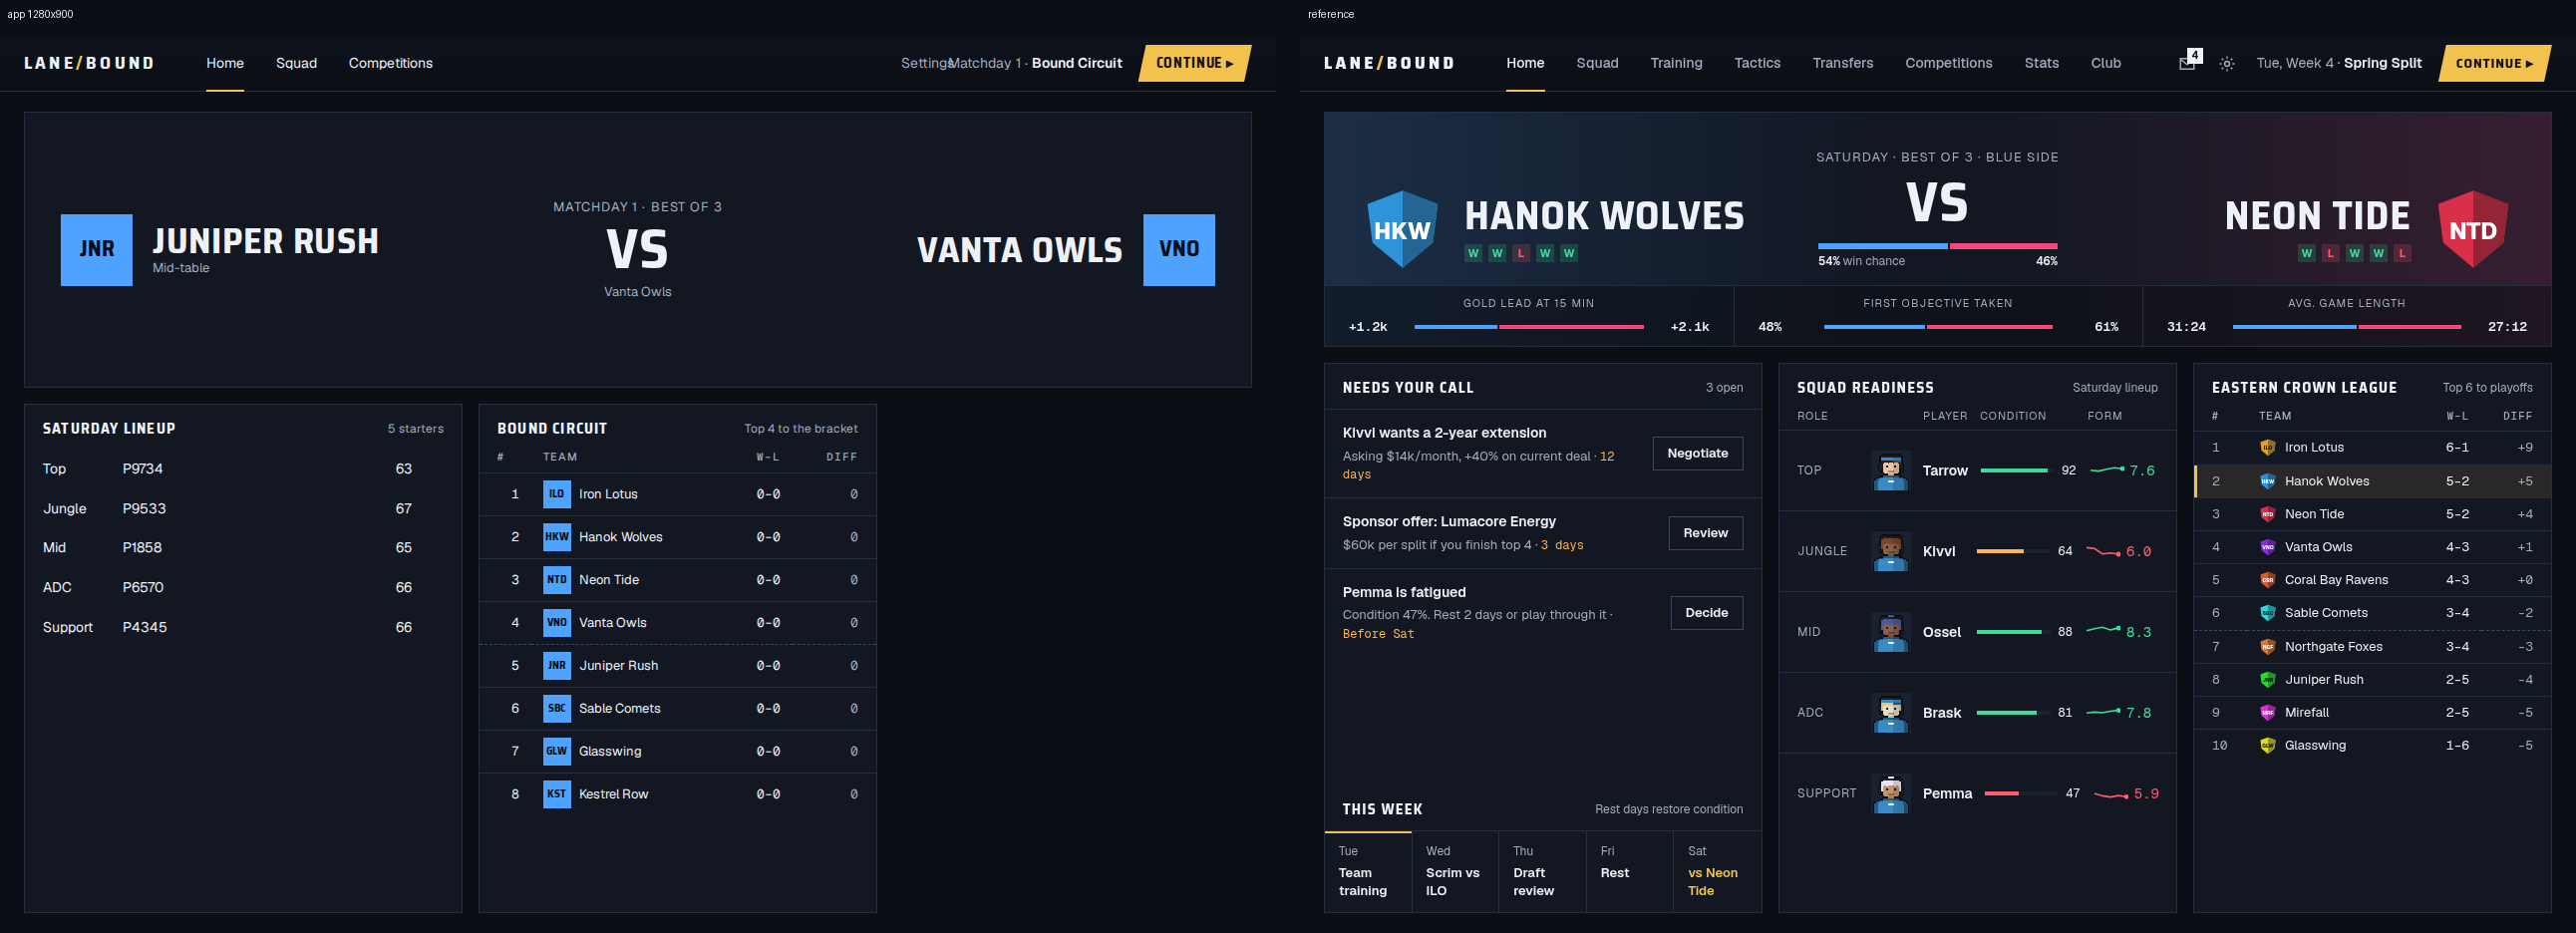 app 1280x900
LANE/BOUND
Home Squad Competitions
Settings Matchday 1 · Bound Circuit
CONTINUE ▸
JNR
JUNIPER RUSH
Mid-table
MATCHDAY 1 · BEST OF 3
VS
Vanta Owls
VANTA OWLS
VNO
SATURDAY LINEUP 5 starters
Top P9734 63
Jungle P9533 67
Mid P1858 65
ADC P6570 66
Support P4345 66
BOUND CIRCUIT Top 4 to the bracket
# TEAM W-L DIFF
1 ILO Iron Lotus 0-0 0
2 HKW Hanok Wolves 0-0 0
3 NTD Neon Tide 0-0 0
4 VNO Vanta Owls 0-0 0
5 JNR Juniper Rush 0-0 0
6 SBC Sable Comets 0-0 0
7 GLW Glasswing 0-0 0
8 KST Kestrel Row 0-0 0
reference
LANE/BOUND
Home Squad Training Tactics Transfers Competitions Stats Club
4
Tue, Week 4 · Spring Split
CONTINUE ▸
SATURDAY · BEST OF 3 · BLUE SIDE
HKW
HANOK WOLVES
W W L W W
VS
54% win chance 46%
NEON TIDE
W L W W L
NTD
GOLD LEAD AT 15 MIN
+1.2k +2.1k
FIRST OBJECTIVE TAKEN
48% 61%
AVG. GAME LENGTH
31:24 27:12
NEEDS YOUR CALL 3 open
Kivvi wants a 2-year extension
Asking $14k/month, +40% on current deal · 12
days
Negotiate
Sponsor offer: Lumacore Energy
$60k per split if you finish top 4 · 3 days
Review
Pemma is fatigued
Condition 47%. Rest 2 days or play through it ·
Before Sat
Decide
THIS WEEK Rest days restore condition
Tue
Team
training
Wed
Scrim vs
ILO
Thu
Draft
review
Fri
Rest
Sat
vs Neon
Tide
SQUAD READINESS Saturday lineup
ROLE PLAYER CONDITION FORM
TOP Tarrow 92 7.6
JUNGLE Kivvi 64 6.0
MID Ossel 88 8.3
ADC Brask 81 7.8
SUPPORT Pemma 47 5.9
EASTERN CROWN LEAGUE Top 6 to playoffs
# TEAM W-L DIFF
1 ILO Iron Lotus 6-1 +9
2 HKW Hanok Wolves 5-2 +5
3 NTD Neon Tide 5-2 +4
4 VNO Vanta Owls 4-3 +1
5 CBR Coral Bay Ravens 4-3 +0
6 SBC Sable Comets 3-4 -2
7 NGF Northgate Foxes 3-4 -3
8 JNR Juniper Rush 2-5 -4
9 MRF Mirefall 2-5 -5
10 GLW Glasswing 1-6 -5